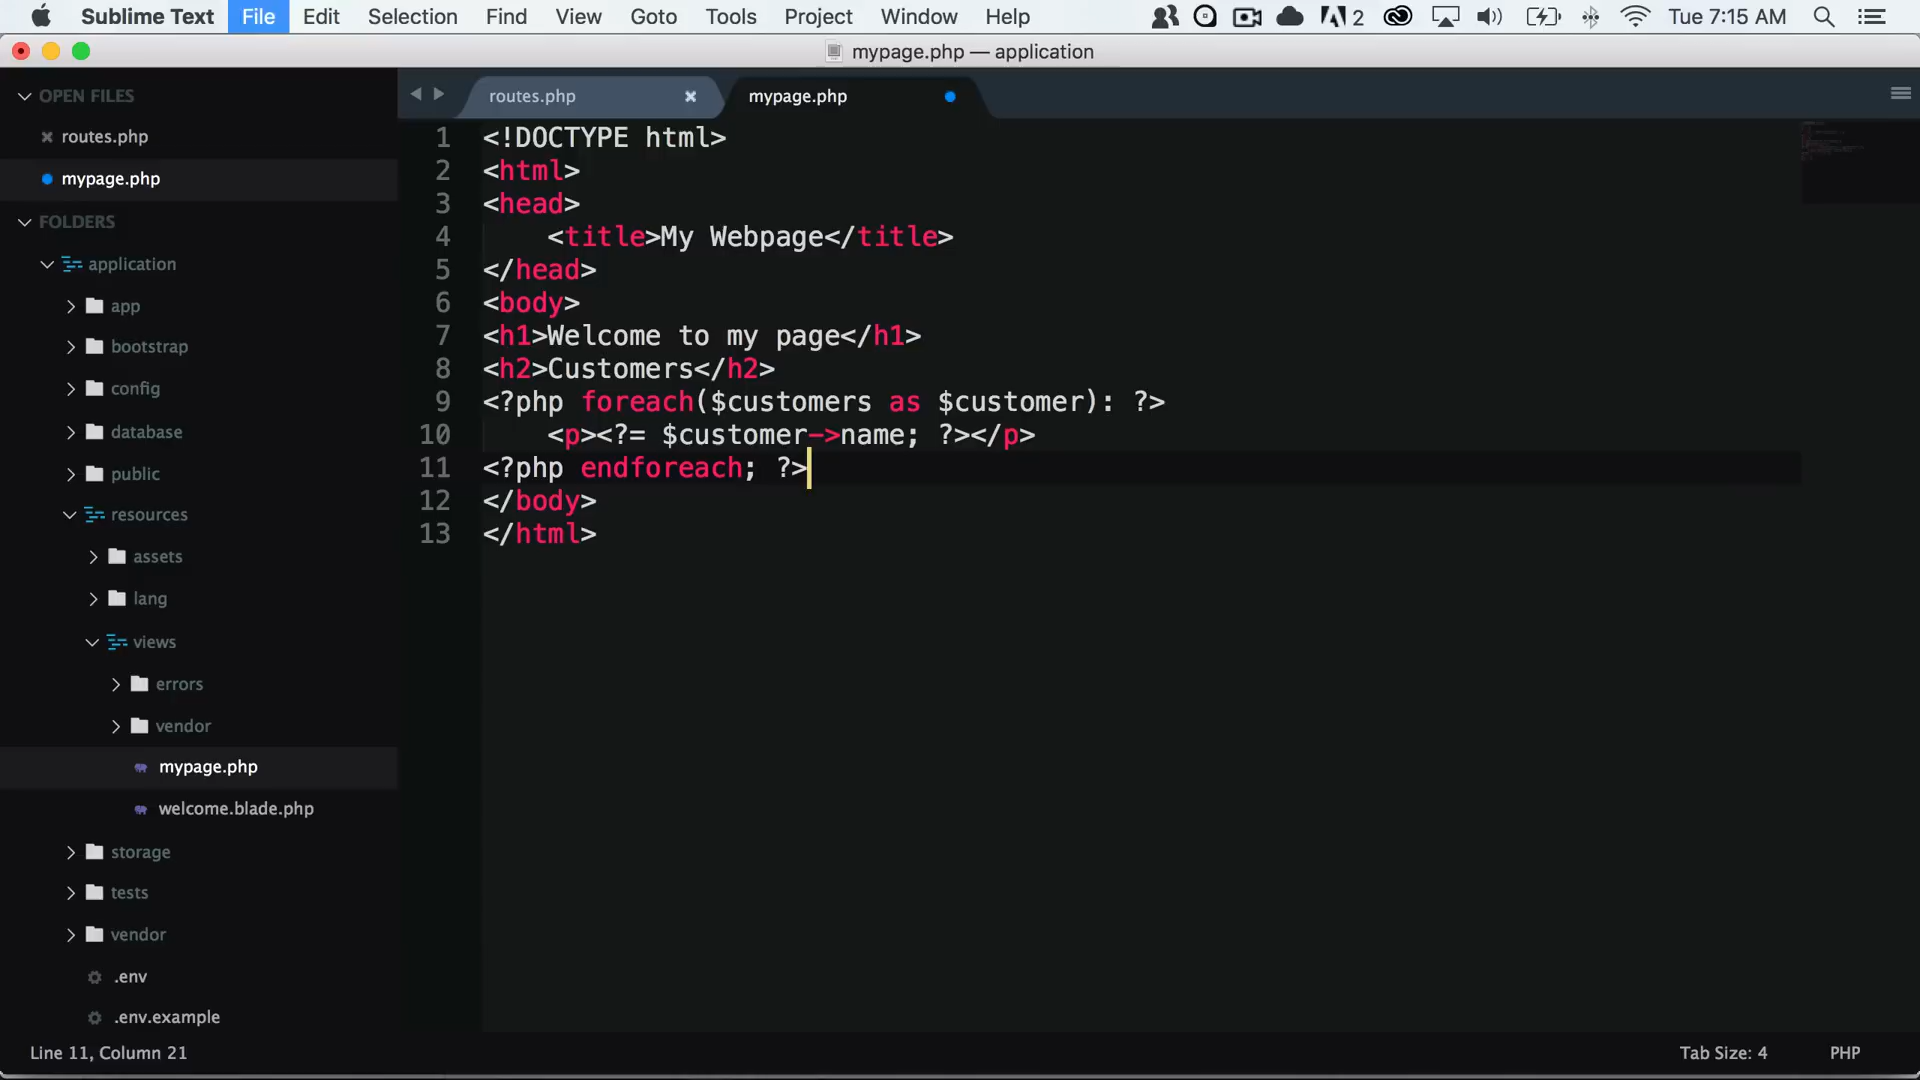 Sublime Text File Edit Selection Find View Goto Tools Project Window Help 2 Tue 7:15 AM
mypage.php — application
OPEN FILES
routes.php
mypage.php
FOLDERS
application
app
bootstrap
config
database
public
resources
assets
lang
views
errors
vendor
mypage.php
welcome.blade.php
storage
tests
vendor
.env
.env.example
routes.php mypage.php
1 <!DOCTYPE html>
2 <html>
3 <head>
4 <title>My Webpage</title>
5 </head>
6 <body>
7 <h1>Welcome to my page</h1>
8 <h2>Customers</h2>
9 <?php foreach($customers as $customer): ?>
10 <p><?= $customer->name; ?></p>
11 <?php endforeach; ?>
12 </body>
13 </html>
Line 11, Column 21 Tab Size: 4 PHP